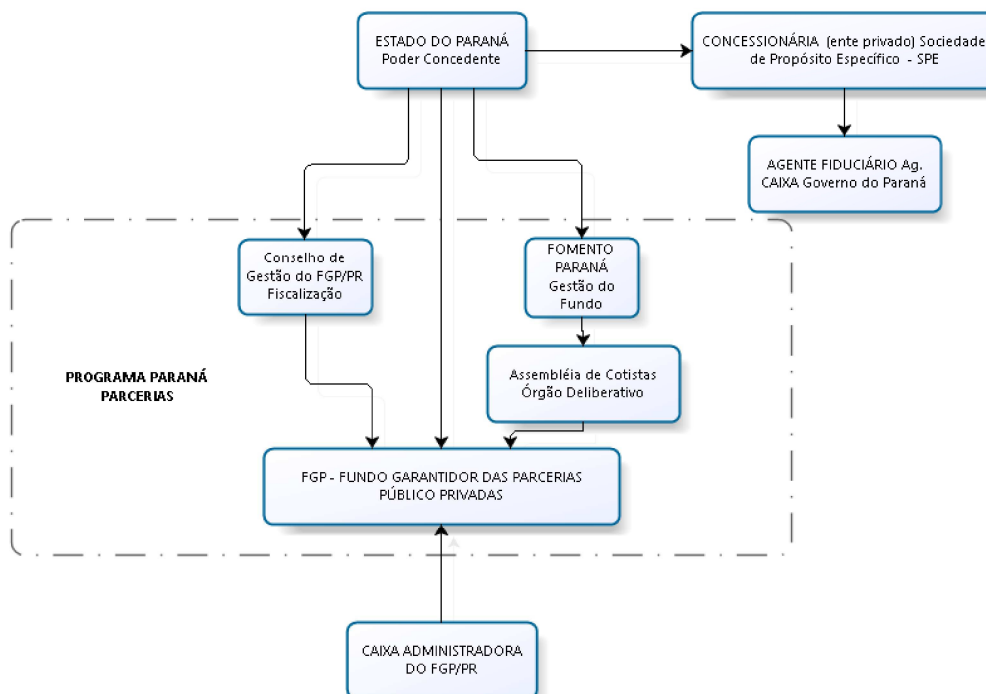 ESTADO DO PARANÁ
Poder Concedente
CONCESSIONÁRIA (ente privado) Sociedade
de Propósito Específico - SPE
AGENTE FIDUCIÁRIO Ag.
CAIXA Governo do Paraná
Conselho de
Gestão do FGP/PR
Fiscalização
FOMENTO
PARANÁ
Gestão do
Fundo
PROGRAMA PARANÁ
PARCERIAS
Assembléia de Cotistas
Órgão Deliberativo
FGP - FUNDO GARANTIDOR DAS PARCERIAS
PÚBLICO PRIVADAS
CAIXA ADMINISTRADORA
DO FGP/PR